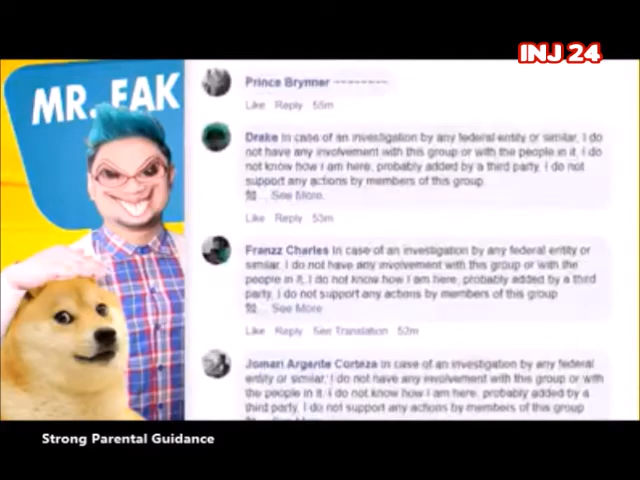 INJ 24
MR. EAK
Prince Brynner ~~~~~~~~
Like Reply 55m
Drake In case of an investigation by any federal entity or similar, I do
not have any involvement with this group or with the people in it, I do
not know how I am here, probably added by a third party, I do not
support any actions by members of this group.
如... See More
Like Reply 53m
Franzz Charles In case of an investigation by any federal entity or
similar, I do not have any involvement with this group or with the
people in it, I do not know how I am here, probably added by a third
party, I do not support any actions by members of this group
如... See More
Like Reply See Translation 52m
Jomari Argente Corteza In case of an investigation by any federal
entity or similar, I do not have any involvement with this group or with
the people in it, I do not know how I am here, probably added by a
third party, I do not support any actions by members of this group
Strong Parental Guidance